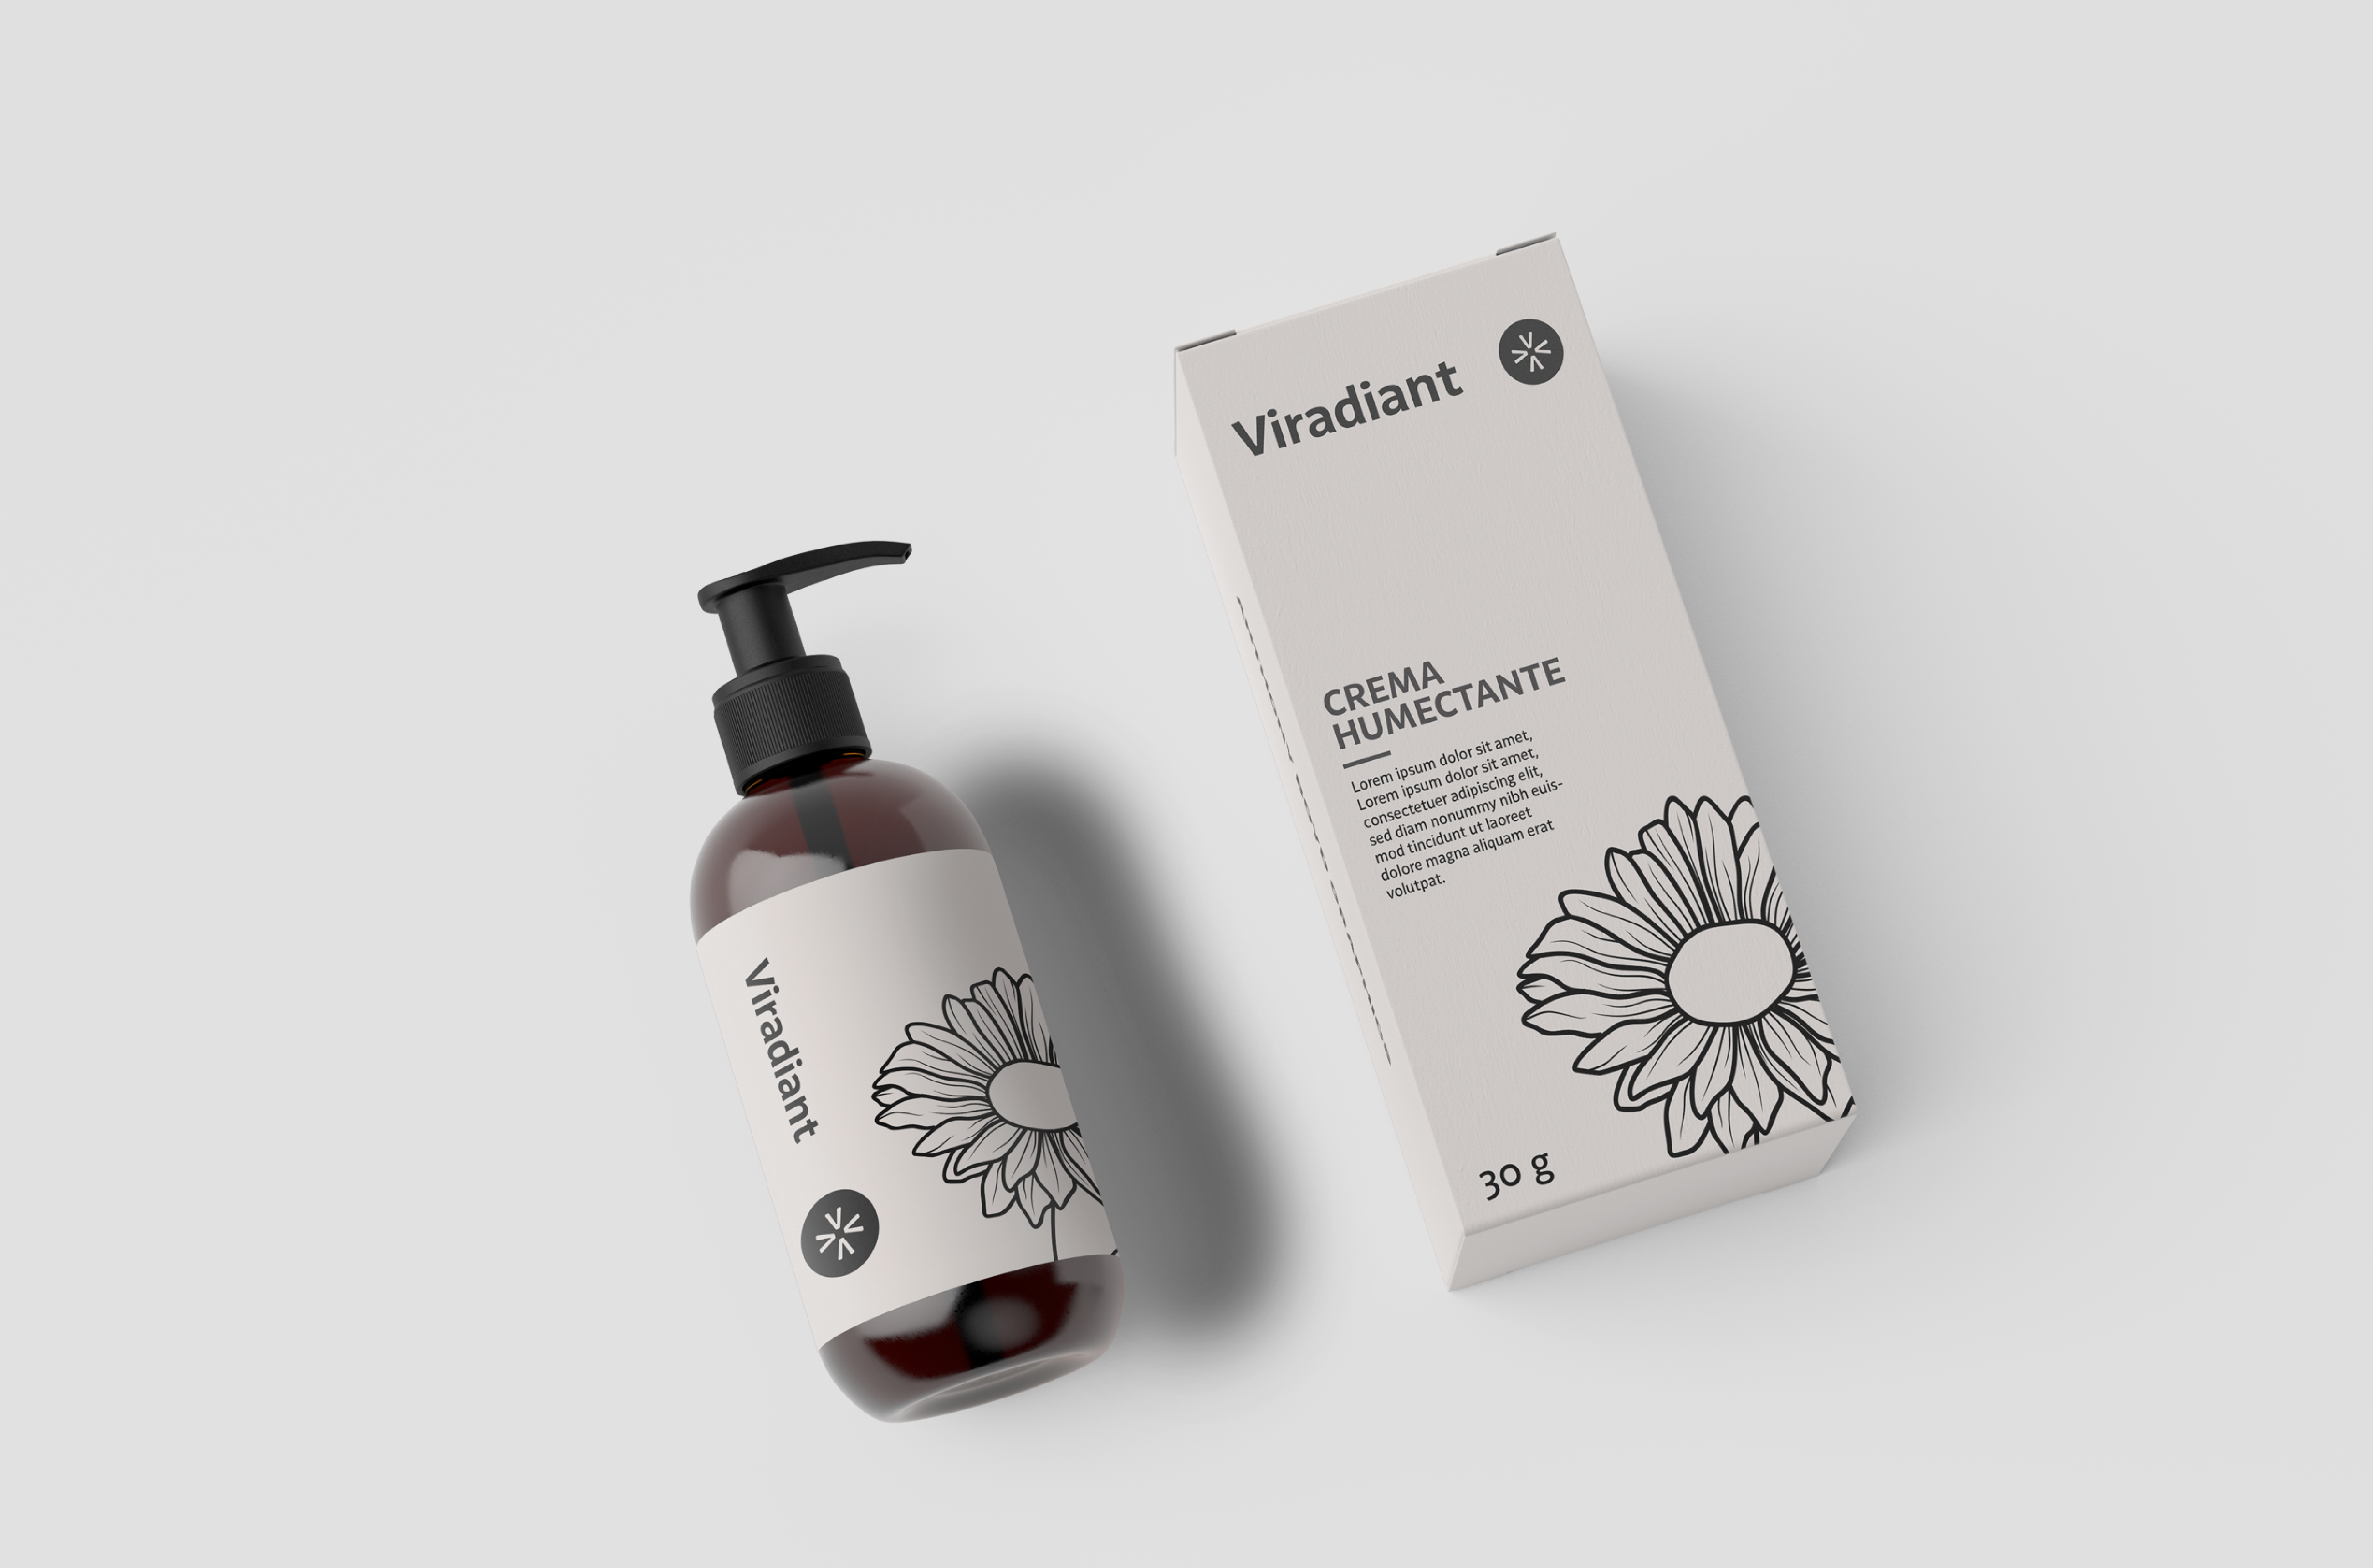 Viradiant
Viradiant
CREMA
HUMECTANTE
Lorem ipsum dolor sit amet,
Lorem ipsum dolor sit amet,
consectetuer adipiscing elit,
sed diam nonummy nibh euis-
mod tincidunt ut laoreet
dolore magna aliquam erat
volutpat.
30 g